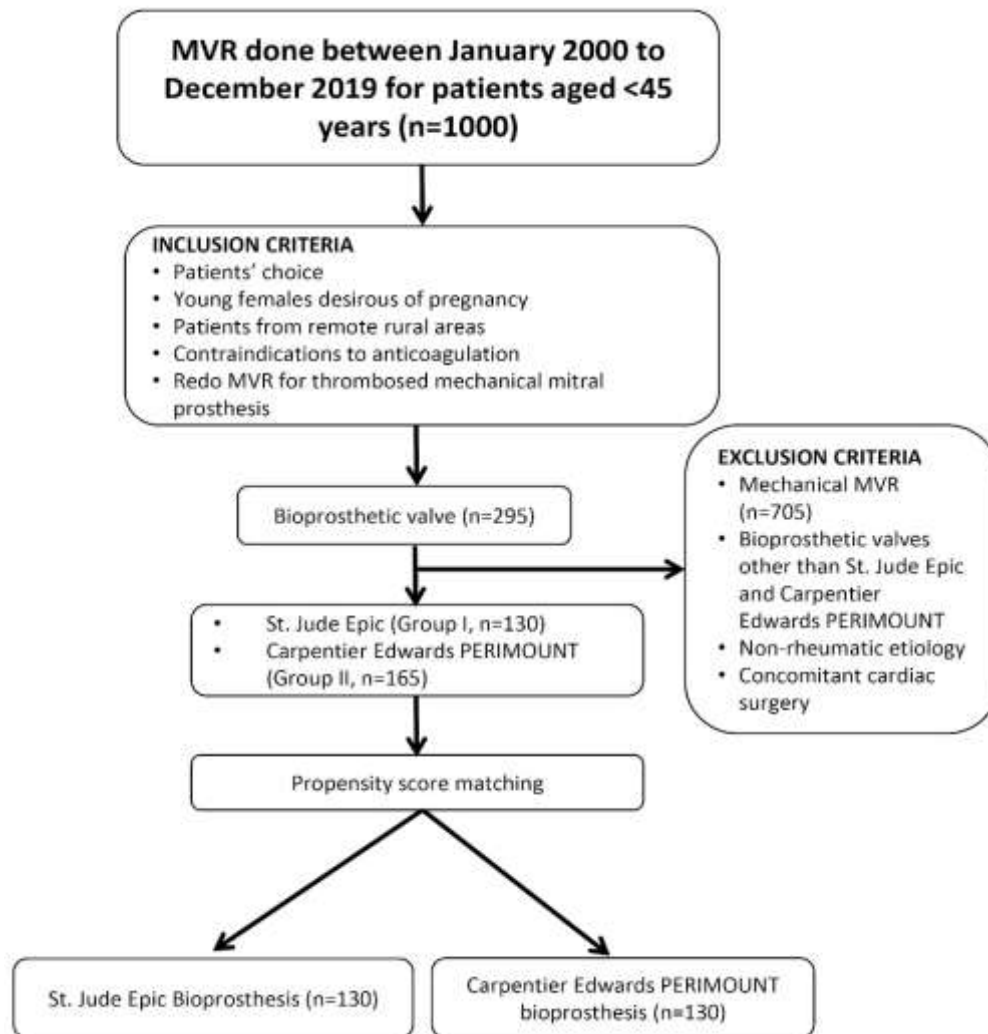 MVR done between January 2000 to
December 2019 for patients aged <45
years (n=1000)
INCLUSION CRITERIA
• Patients' choice
• Young females desirous of pregnancy
• Patients from remote rural areas
• Contraindications to anticoagulation
• Redo MVR for thrombosed mechanical mitral
prosthesis
Bioprosthetic valve (n=295)
EXCLUSION CRITERIA
• Mechanical MVR
(n=705)
• Bioprosthetic valves
other than St. Jude Epic
and Carpentier
Edwards PERIMOUNT
• Non-rheumatic etiology
• Concomitant cardiac
surgery
• St. Jude Epic (Group I, n=130)
• Carpentier Edwards PERIMOUNT
(Group II, n=165)
Propensity score matching
St. Jude Epic Bioprosthesis (n=130)
Carpentier Edwards PERIMOUNT
bioprosthesis (n=130)